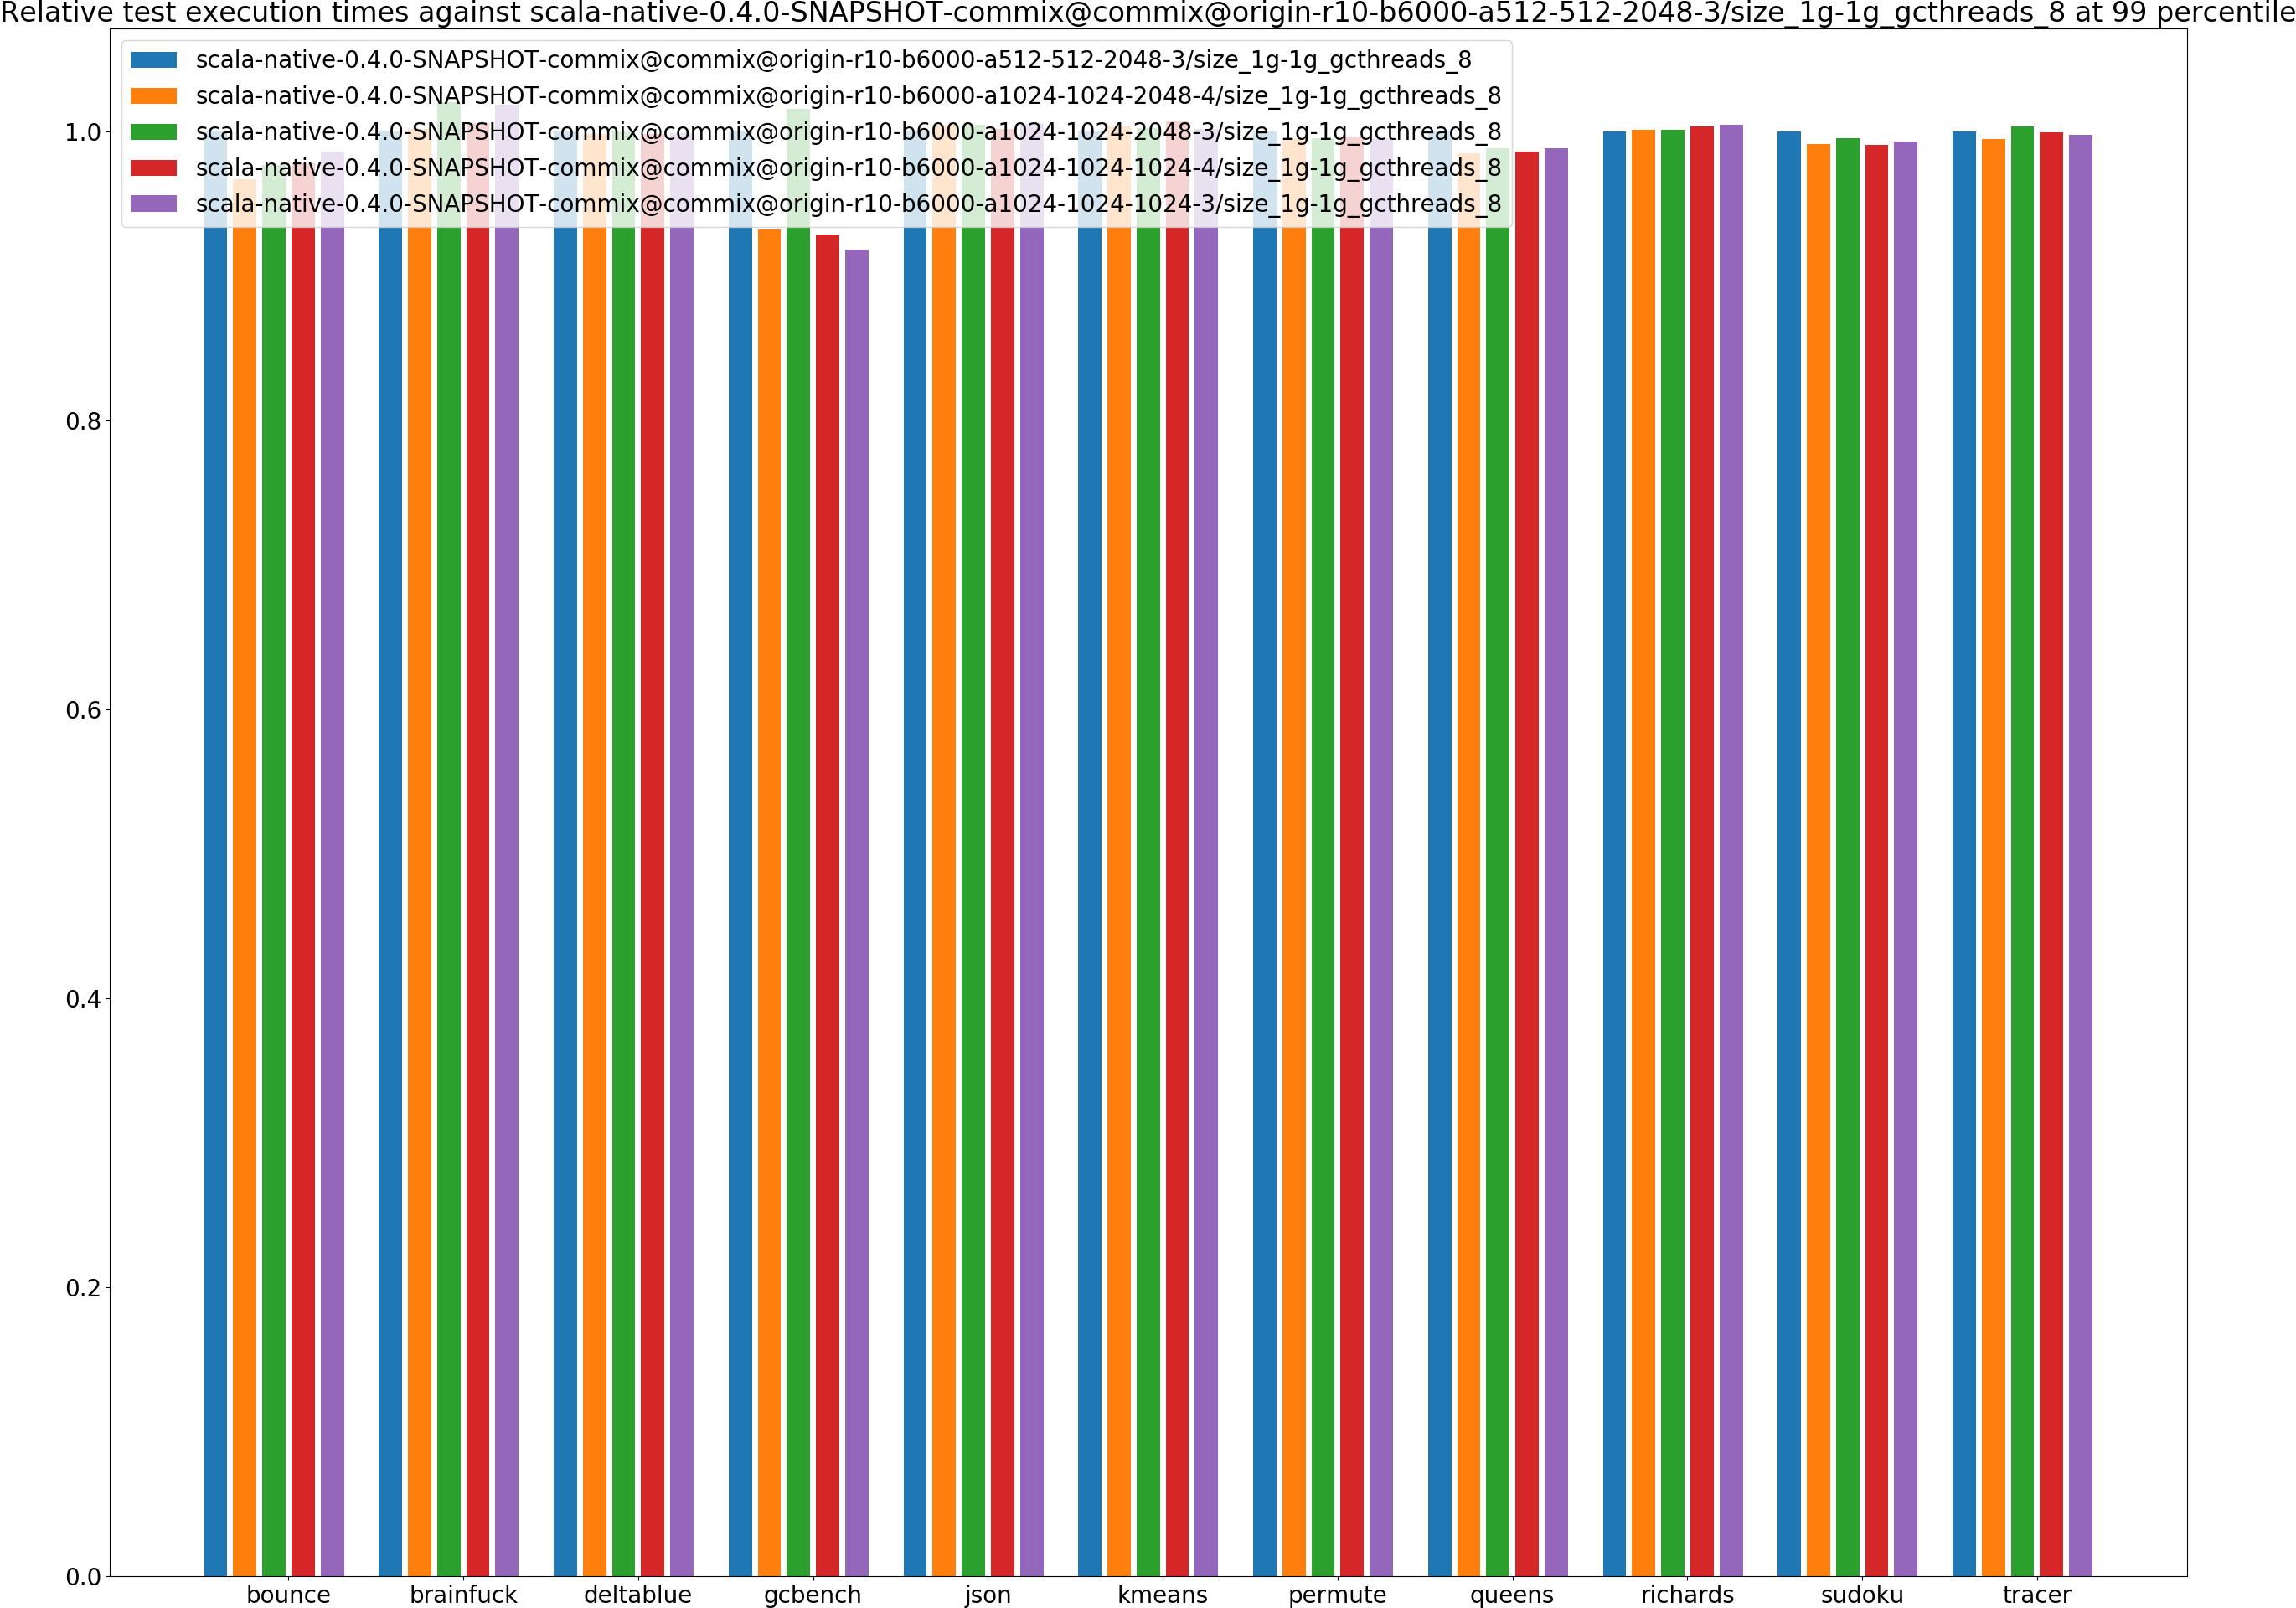 Relative test execution times against scala-native-0.4.0-SNAPSHOT-commix@commix@origin-r10-b6000-a512-512-2048-3/size_1g-1g_gcthreads_8 at 99 percentile
scala-native-0.4.0-SNAPSHOT-commix@commix@origin-r10-b6000-a512-512-2048-3/size_1g-1g_gcthreads_8
scala-native-0.4.0-SNAPSHOT-commix@commix@origin-r10-b6000-a1024-1024-2048-4/size_1g-1g_gcthreads_8
scala-native-0.4.0-SNAPSHOT-commix@commix@origin-r10-b6000-a1024-1024-2048-3/size_1g-1g_gcthreads_8
scala-native-0.4.0-SNAPSHOT-commix@commix@origin-r10-b6000-a1024-1024-1024-4/size_1g-1g_gcthreads_8
scala-native-0.4.0-SNAPSHOT-commix@commix@origin-r10-b6000-a1024-1024-1024-3/size_1g-1g_gcthreads_8
1.0
0.8
0.6
0.4
0.2
0.0
bounce brainfuck deltablue gcbench json kmeans permute queens richards sudoku tracer